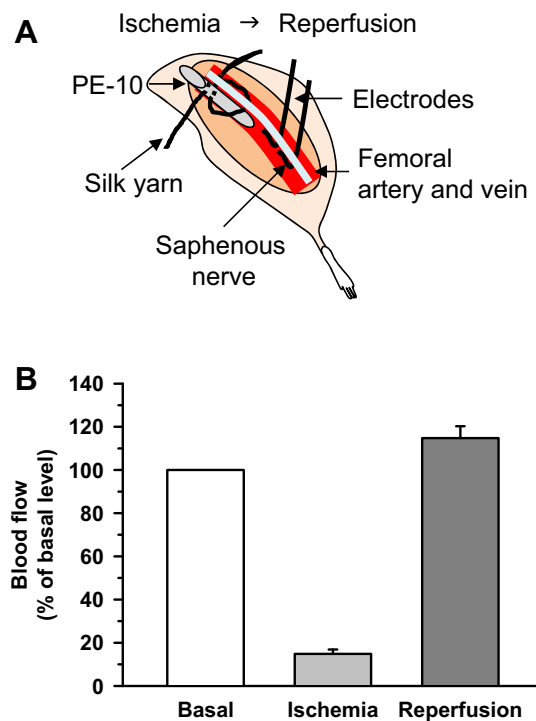 A
Ischemia → Reperfusion
PE-10
Electrodes
Silk yarn
Femoral
artery and vein
Saphenous
nerve
B
Blood flow
(% of basal level)
140
120
100
80
60
40
20
0
Basal
Ischemia
Reperfusion